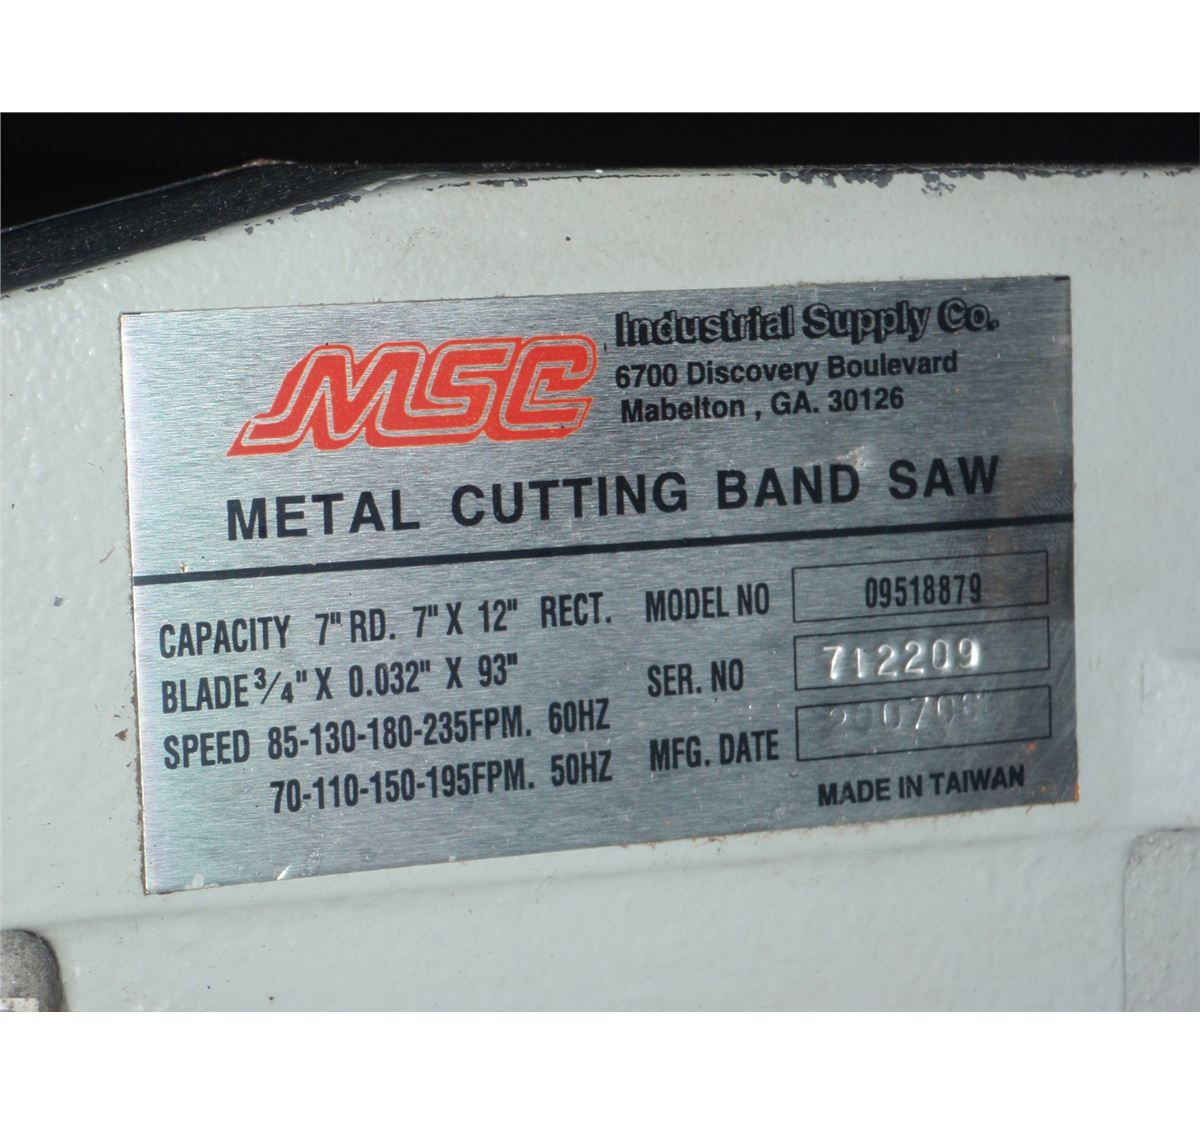 MSC Industrial Supply Co.
6700 Discovery Boulevard
Mabelton , GA. 30126
METAL CUTTING BAND SAW
CAPACITY 7" RD. 7" X 12" RECT.
BLADE 3/4" X 0.032" X 93"
SPEED 85-130-180-235FPM. 60HZ
70-110-150-195FPM. 50HZ
MODEL NO 09518879
SER. NO 712209
MFG. DATE
MADE IN TAIWAN